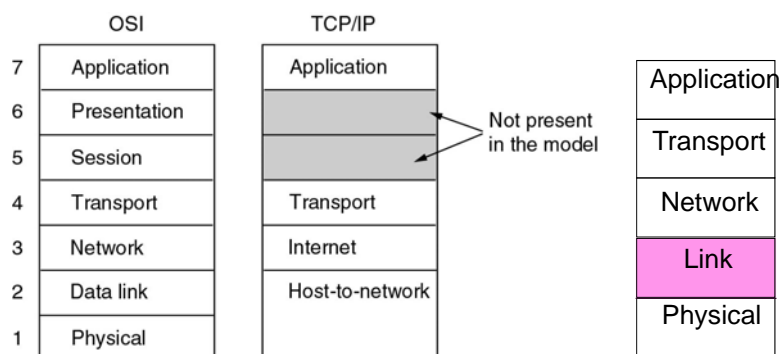 OSI TCP/IP
7 Application Application
6 Presentation
5 Session
Not present
in the model
4 Transport Transport
3 Network Internet
2 Data link Host-to-network
1 Physical
Application
Transport
Network
Link
Physical